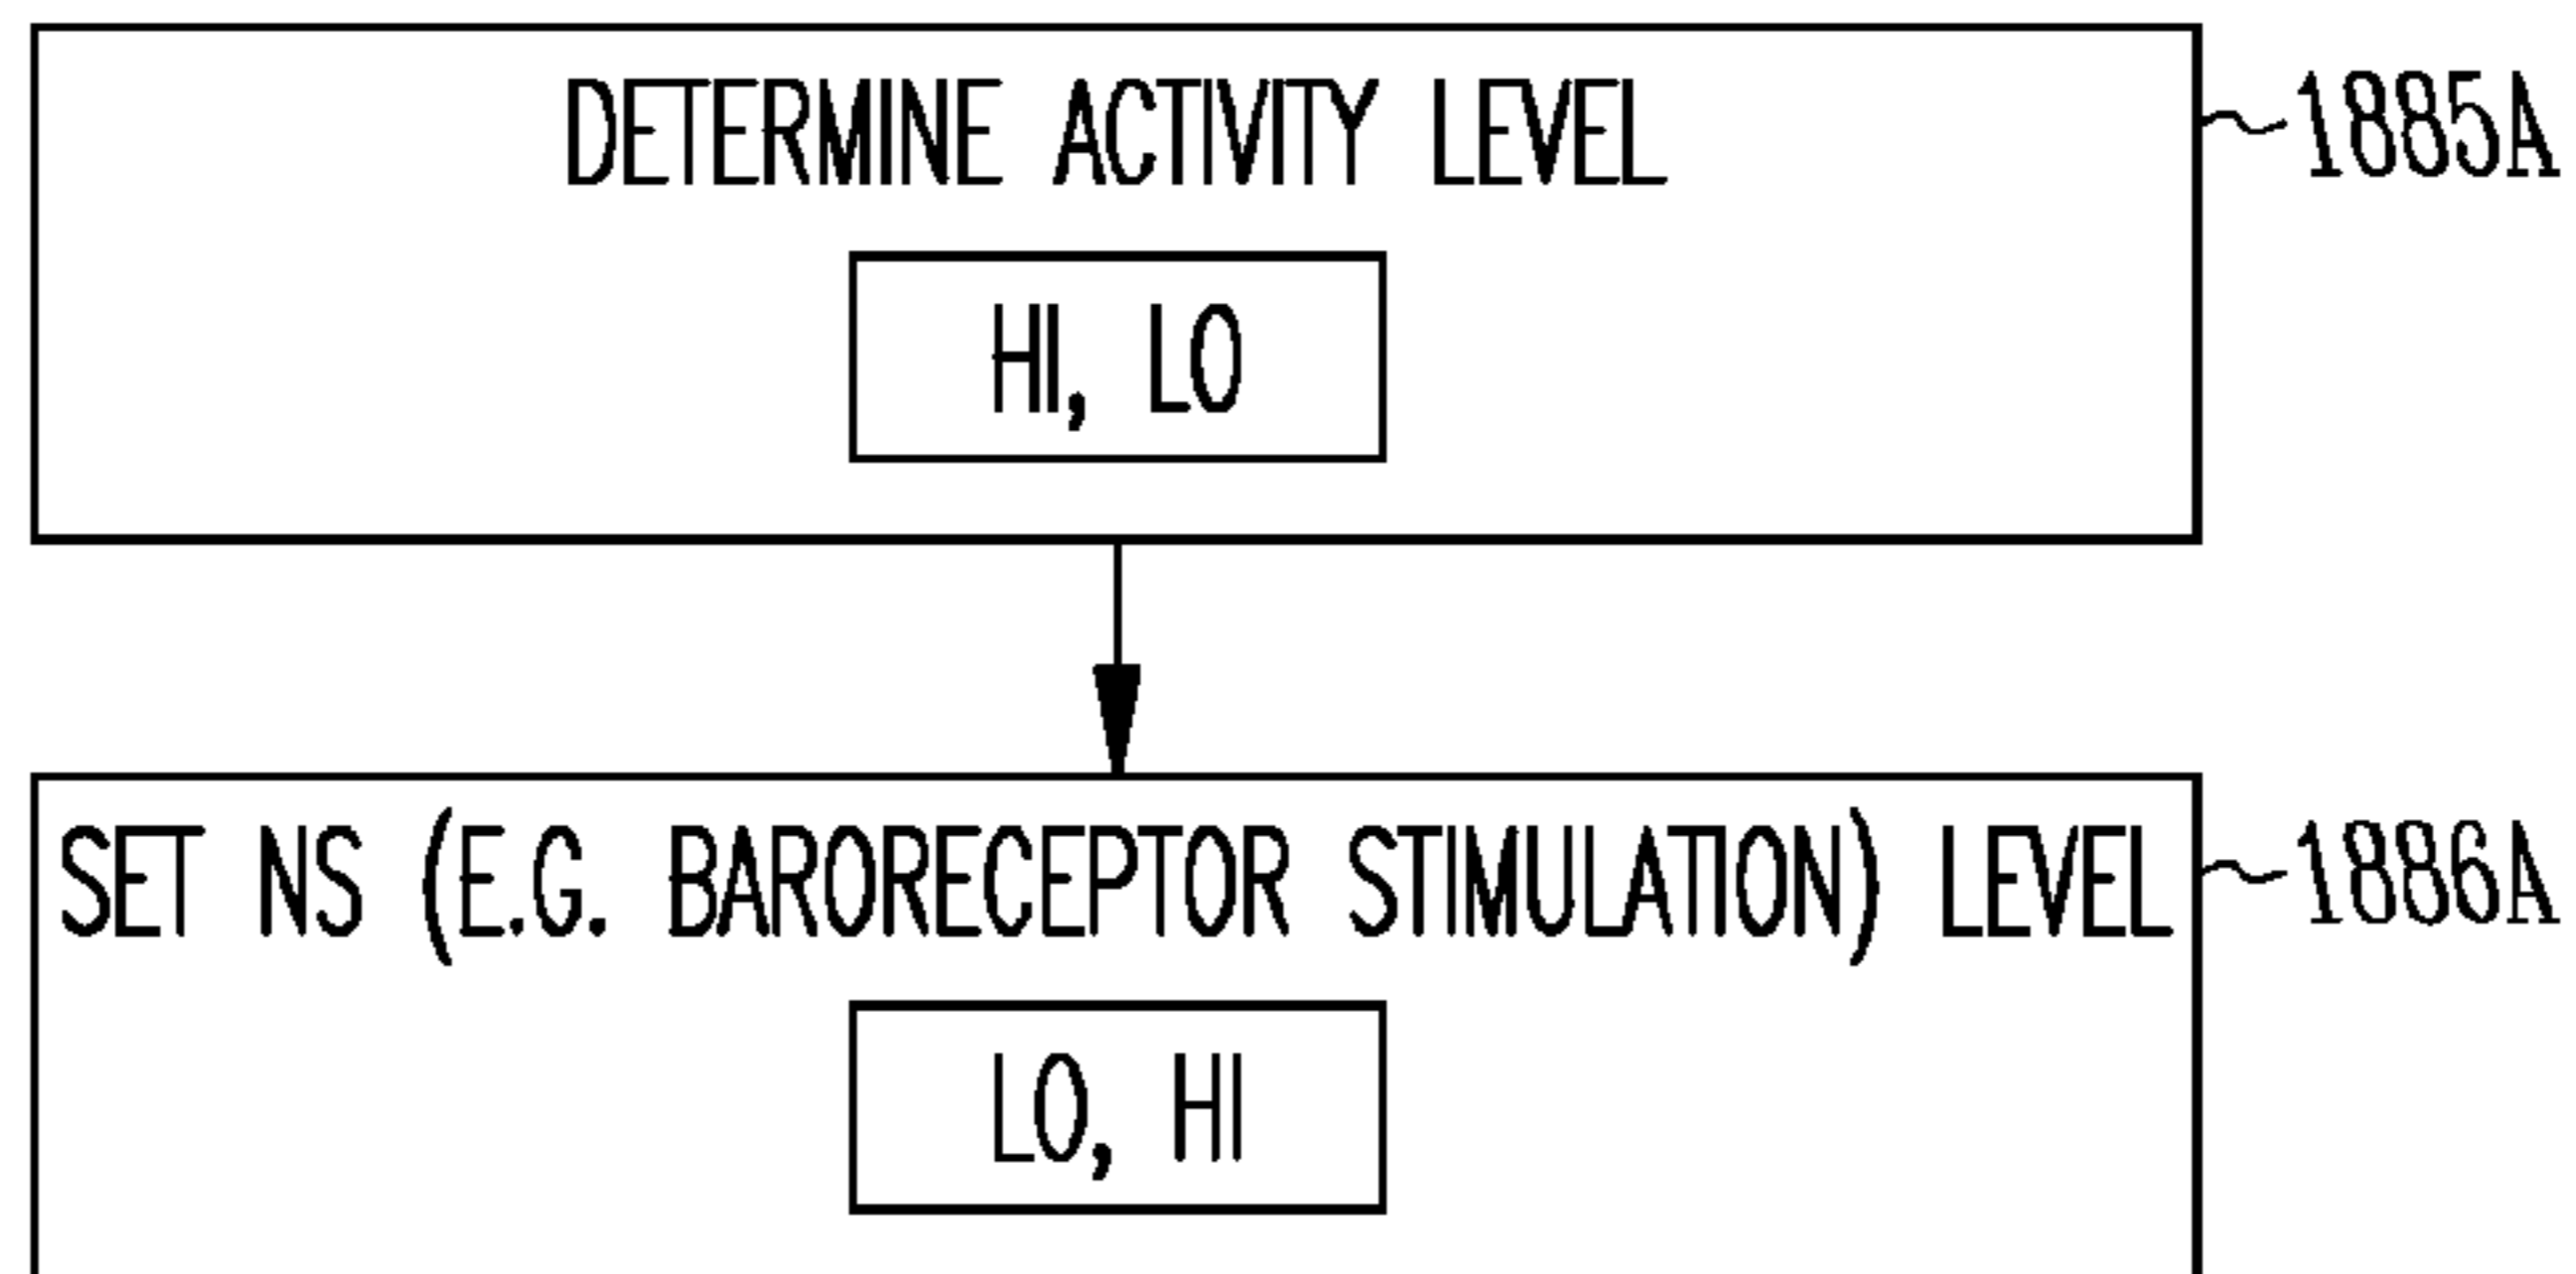 DETERMINE ACTIVITY LEVEL
1885A
HI, LO
SET NS (E.G. BARORECEPTOR STIMULATION) LEVEL
1886A
LO, HI